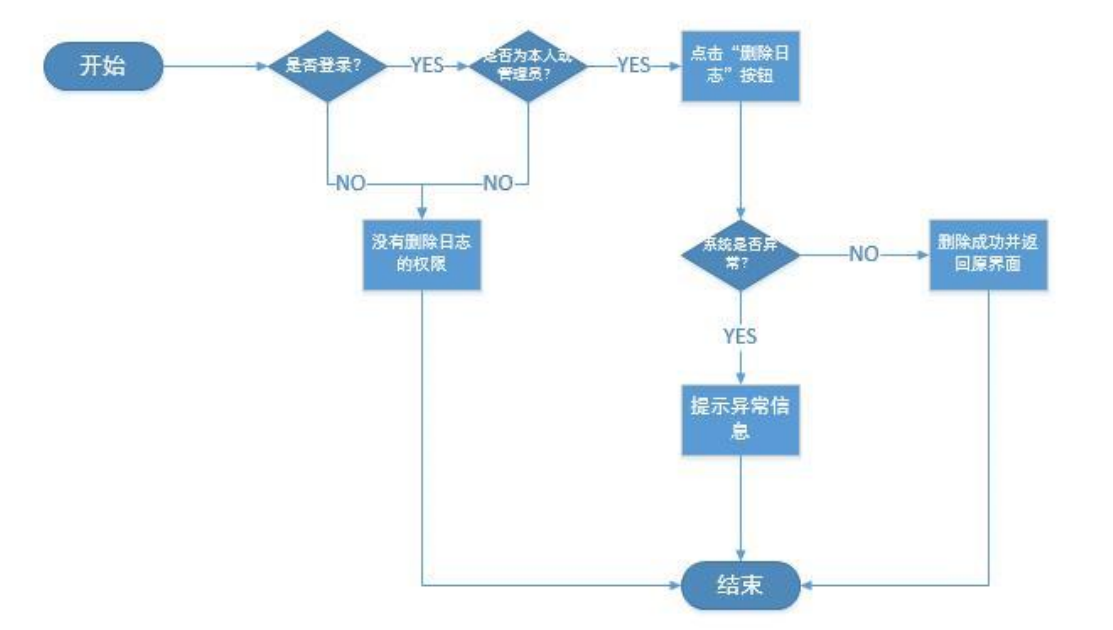 开始
是否登录?
YES
是否为本人或
管理员?
YES
点击“删除日
志”按钮
NO
NO
没有删除日志
的权限
系统是否异
常?
NO
删除成功并返
回原界面
YES
提示异常信
息
结束